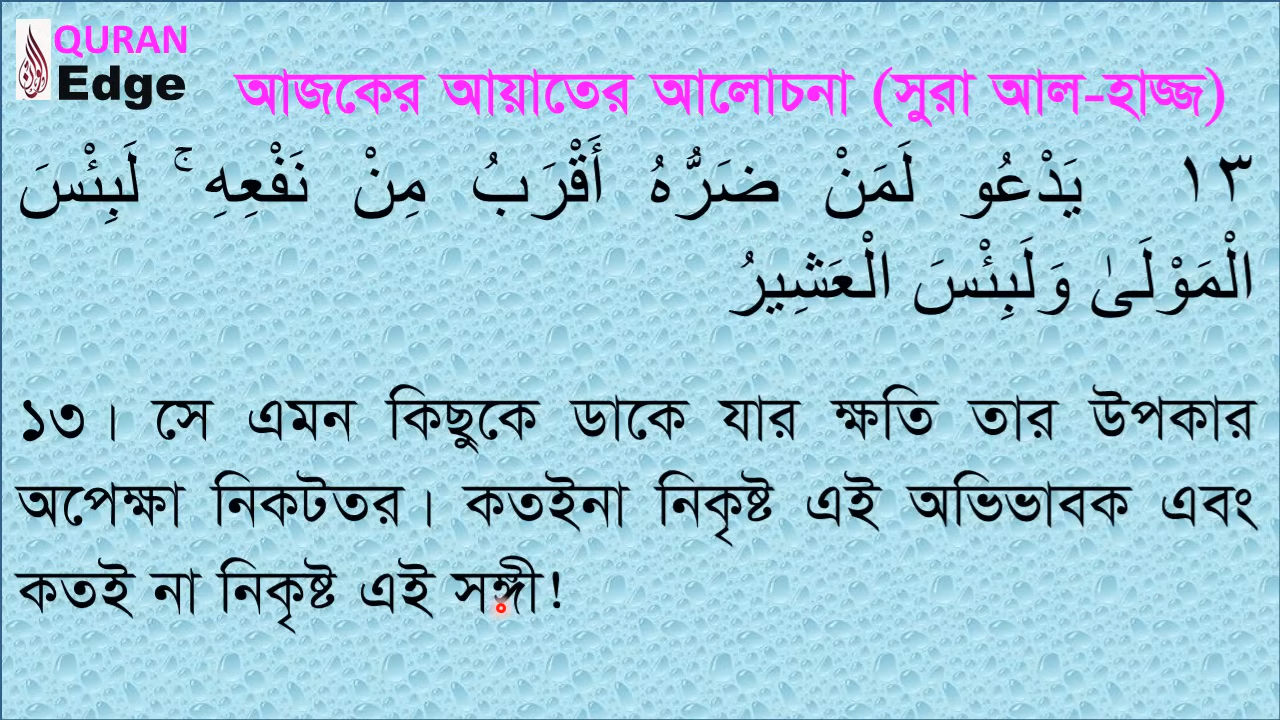 QURAN
Edge
আজকের আয়াতের আলোচনা (সুরা আল-হাজ্জ)
١٣ يَدْعُو لَمَنْ ضَرُّهُ أَقْرَبُ مِنْ نَفْعِهِ ۚ لَبِئْسَ
الْمَوْلَىٰ وَلَبِئْسَ الْعَشِيرُ
১৩। সে এমন কিছুকে ডাকে যার ক্ষতি তার উপকার
অপেক্ষা নিকটতর। কতইনা নিকৃষ্ট এই অভিভাবক এবং
কতই না নিকৃষ্ট এই সঙ্গী!